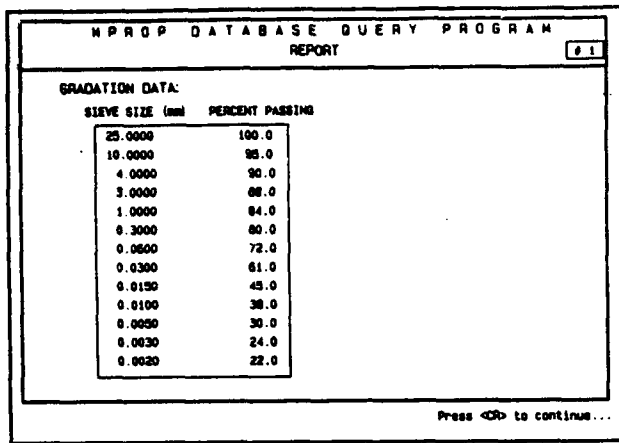 MPROP DATABASE QUERY PROGRAM
REPORT
# 1
GRADATION DATA:
SIEVE SIZE (mm) PERCENT PASSING
25.0000 100.0
10.0000 95.0
4.0000 90.0
3.0000 88.0
1.0000 84.0
0.3000 80.0
0.0600 72.0
0.0300 61.0
0.0150 45.0
0.0100 38.0
0.0050 30.0
0.0030 24.0
0.0020 22.0
Press <CR> to continue...